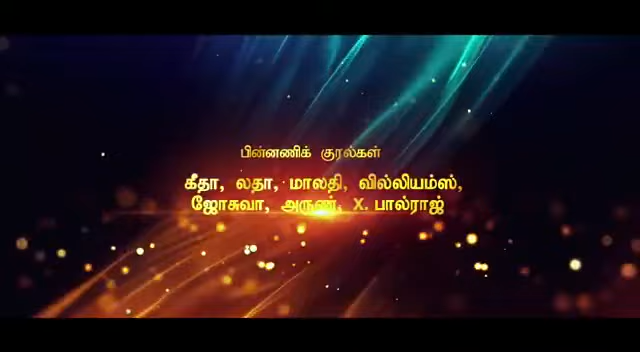 பின்னணிக் குரல்கள்
கீதா, லதா, மாலதி, வில்லியம்ஸ்,
ஜோசுவா, அருண், X. பால்ராஜ்